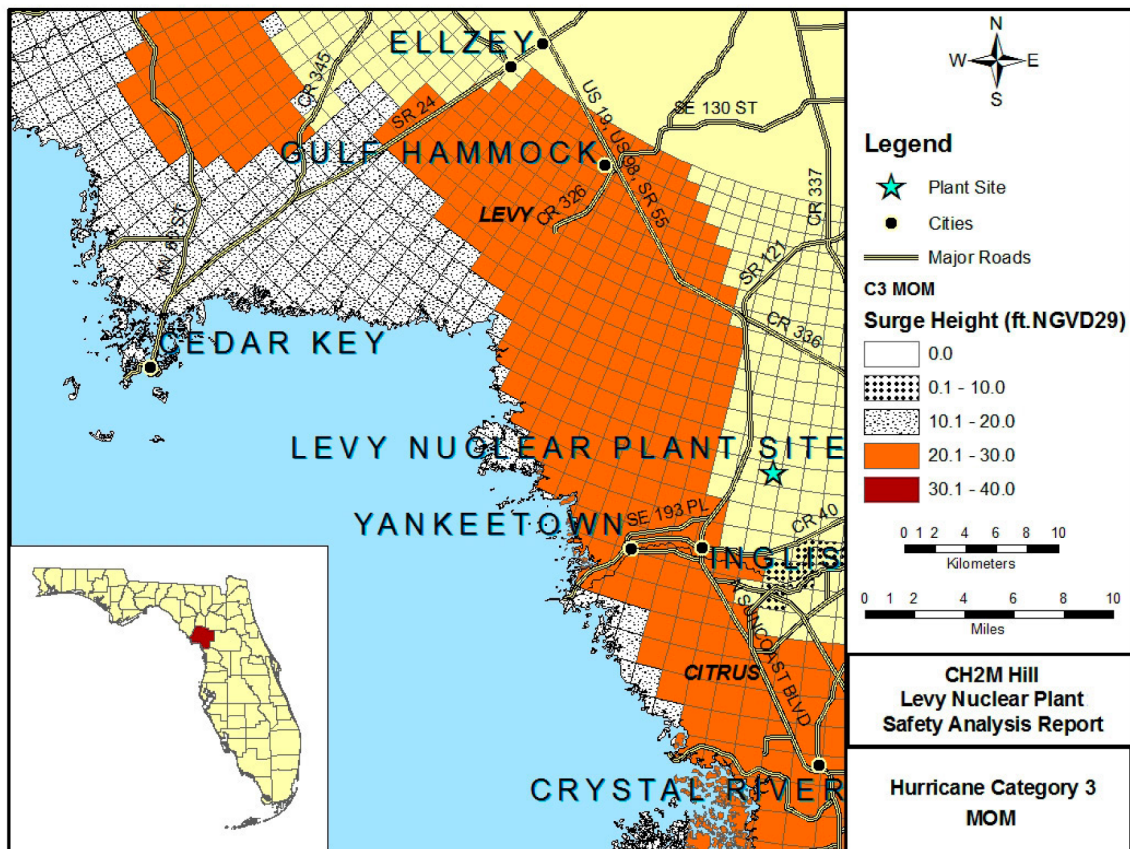 ELLZEY
CR 345
SR 24
US 19, US 98, SR 55
SE 130 ST
GULF HAMMOCK
CR 326
LEVY
CR 337
SR 121
CR 336
CEDAR KEY
LEVY NUCLEAR PLANT SITE
YANKEETOWN
SE 193 PL
CR 40
INGLIS
N SUNCOAST BLVD
CITRUS
CRYSTAL RIVER
N
W E
S
Legend
Plant Site
Cities
Major Roads
C3 MOM
Surge Height (ft.NGVD29)
0.0
0.1 - 10.0
10.1 - 20.0
20.1 - 30.0
30.1 - 40.0
0 1 2 4 6 8 10
Kilometers
0 1 2 4 6 8 10
Miles
CH2M Hill
Levy Nuclear Plant
Safety Analysis Report
Hurricane Category 3
MOM